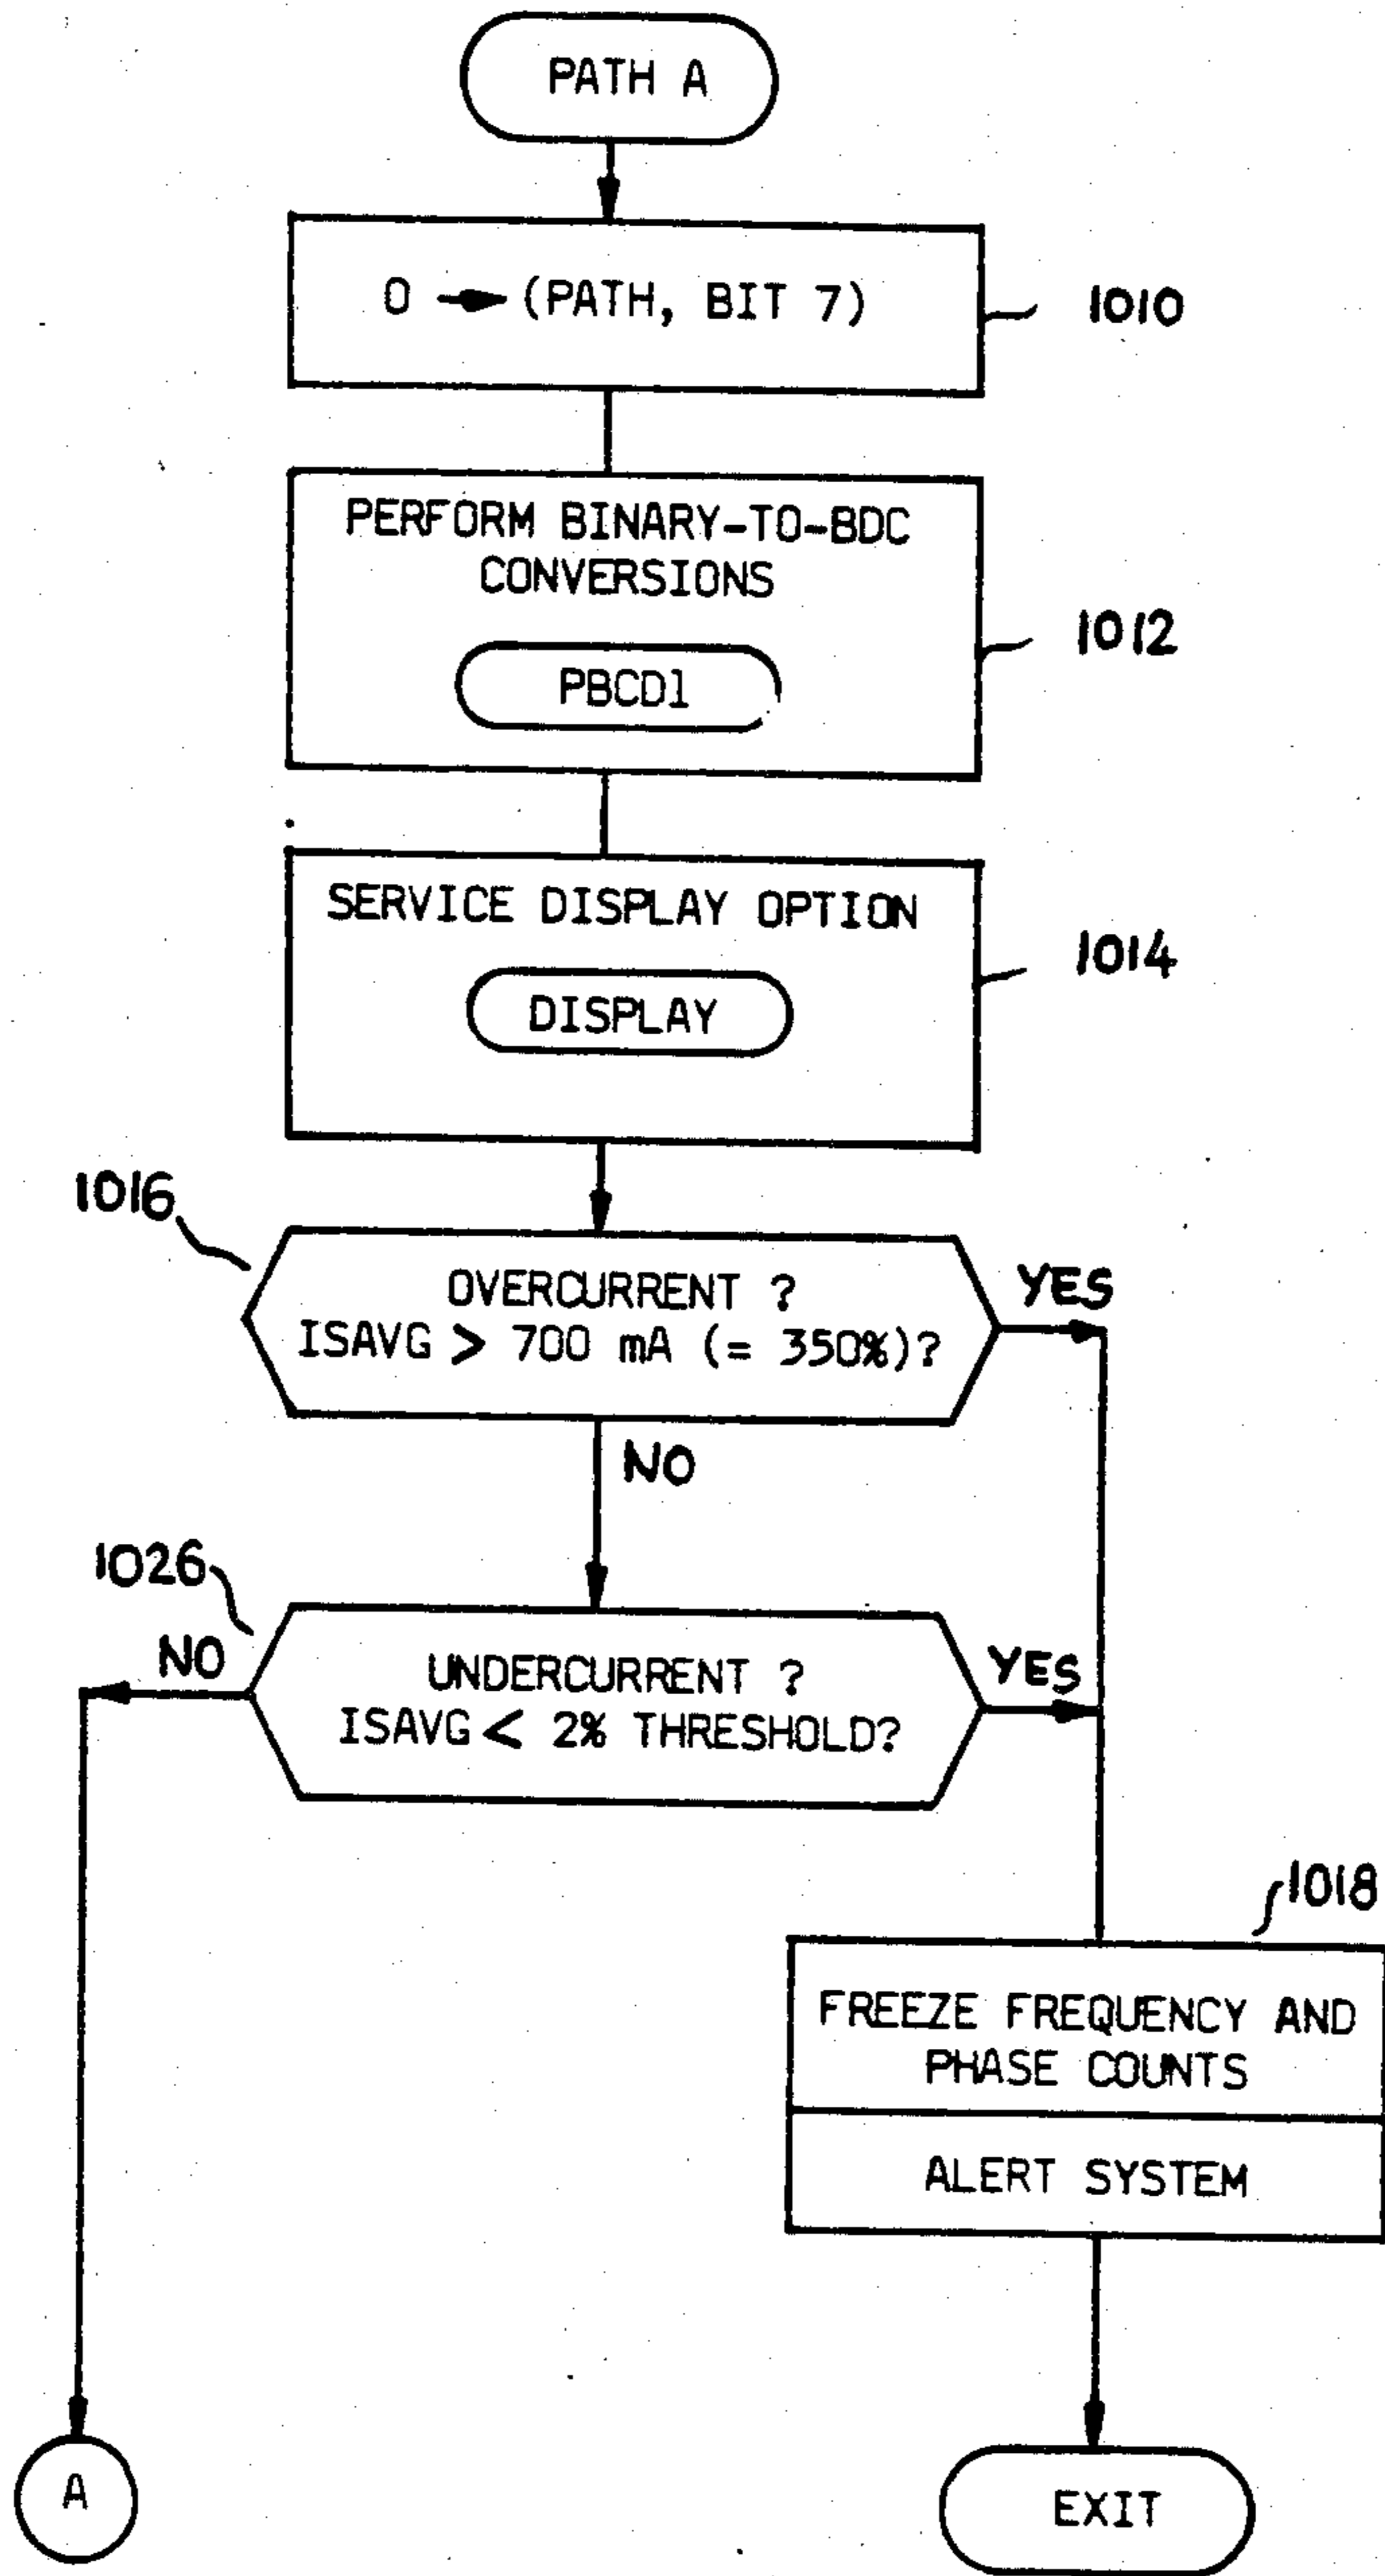 PATH A
0 → (PATH, BIT 7)
1010
PERFORM BINARY-TO-BDC
CONVERSIONS
PBCD1
1012
SERVICE DISPLAY OPTION
DISPLAY
1014
1016
OVERCURRENT ?
ISAVG > 700 mA (= 350%)?
YES
NO
1026
UNDERCURRENT ?
ISAVG < 2% THRESHOLD?
NO
YES
1018
FREEZE FREQUENCY AND
PHASE COUNTS
ALERT SYSTEM
A
EXIT